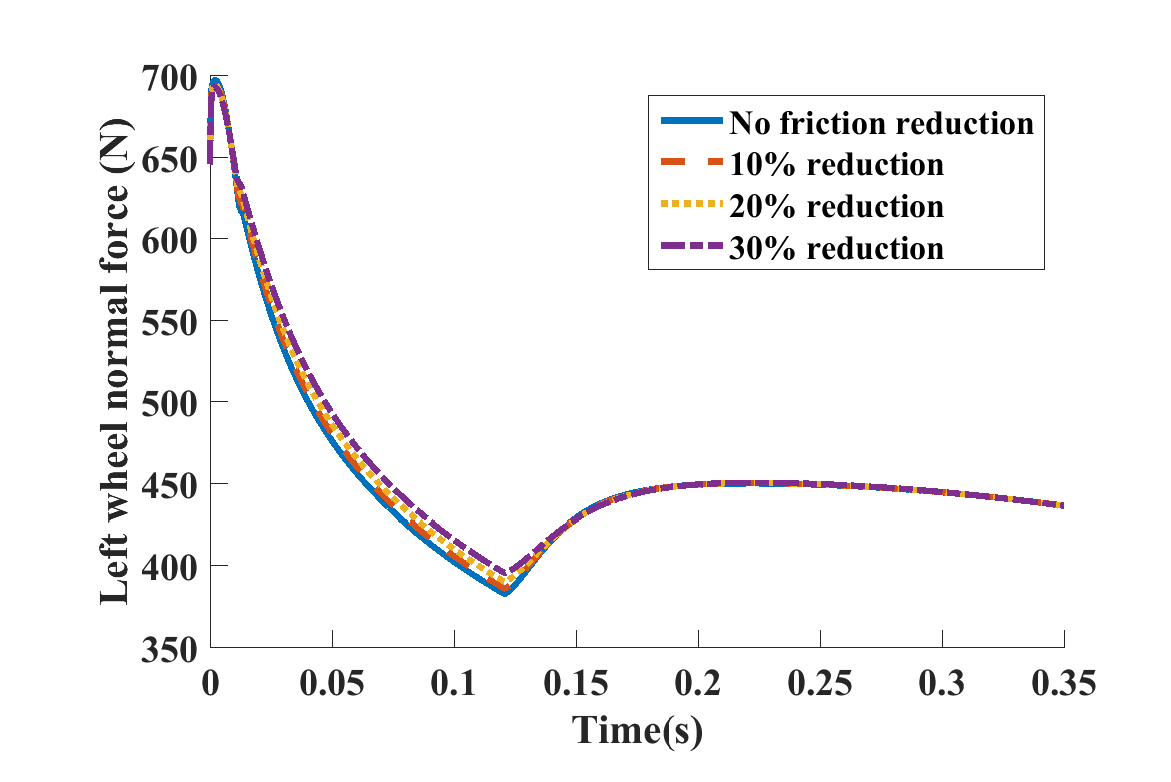 Left wheel normal force (N)
700
650
600
550
500
450
400
350
No friction reduction
10% reduction
20% reduction
30% reduction
0 0.05 0.1 0.15 0.2 0.25 0.3 0.35
Time(s)